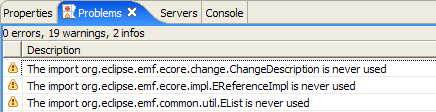 Properties Problems Servers Console
0 errors, 19 warnings, 2 infos
Description
The import org.eclipse.emf.ecore.change.ChangeDescription is never used
The import org.eclipse.emf.ecore.impl.EReferenceImpl is never used
The import org.eclipse.emf.common.util.EList is never used